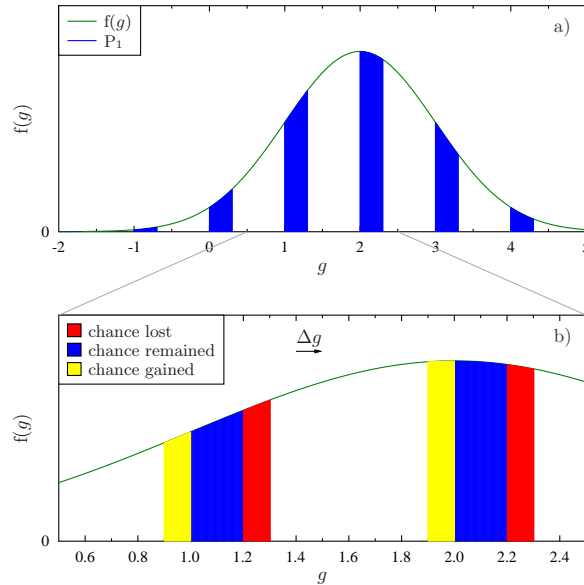 f(g)
P₁
a)
f(g)
0
-2 -1 0 1 2 3 4 5
g
chance lost
chance remained
chance gained
Δg
b)
f(g)
0
0.6 0.8 1.0 1.2 1.4 1.6 1.8 2.0 2.2 2.4
g